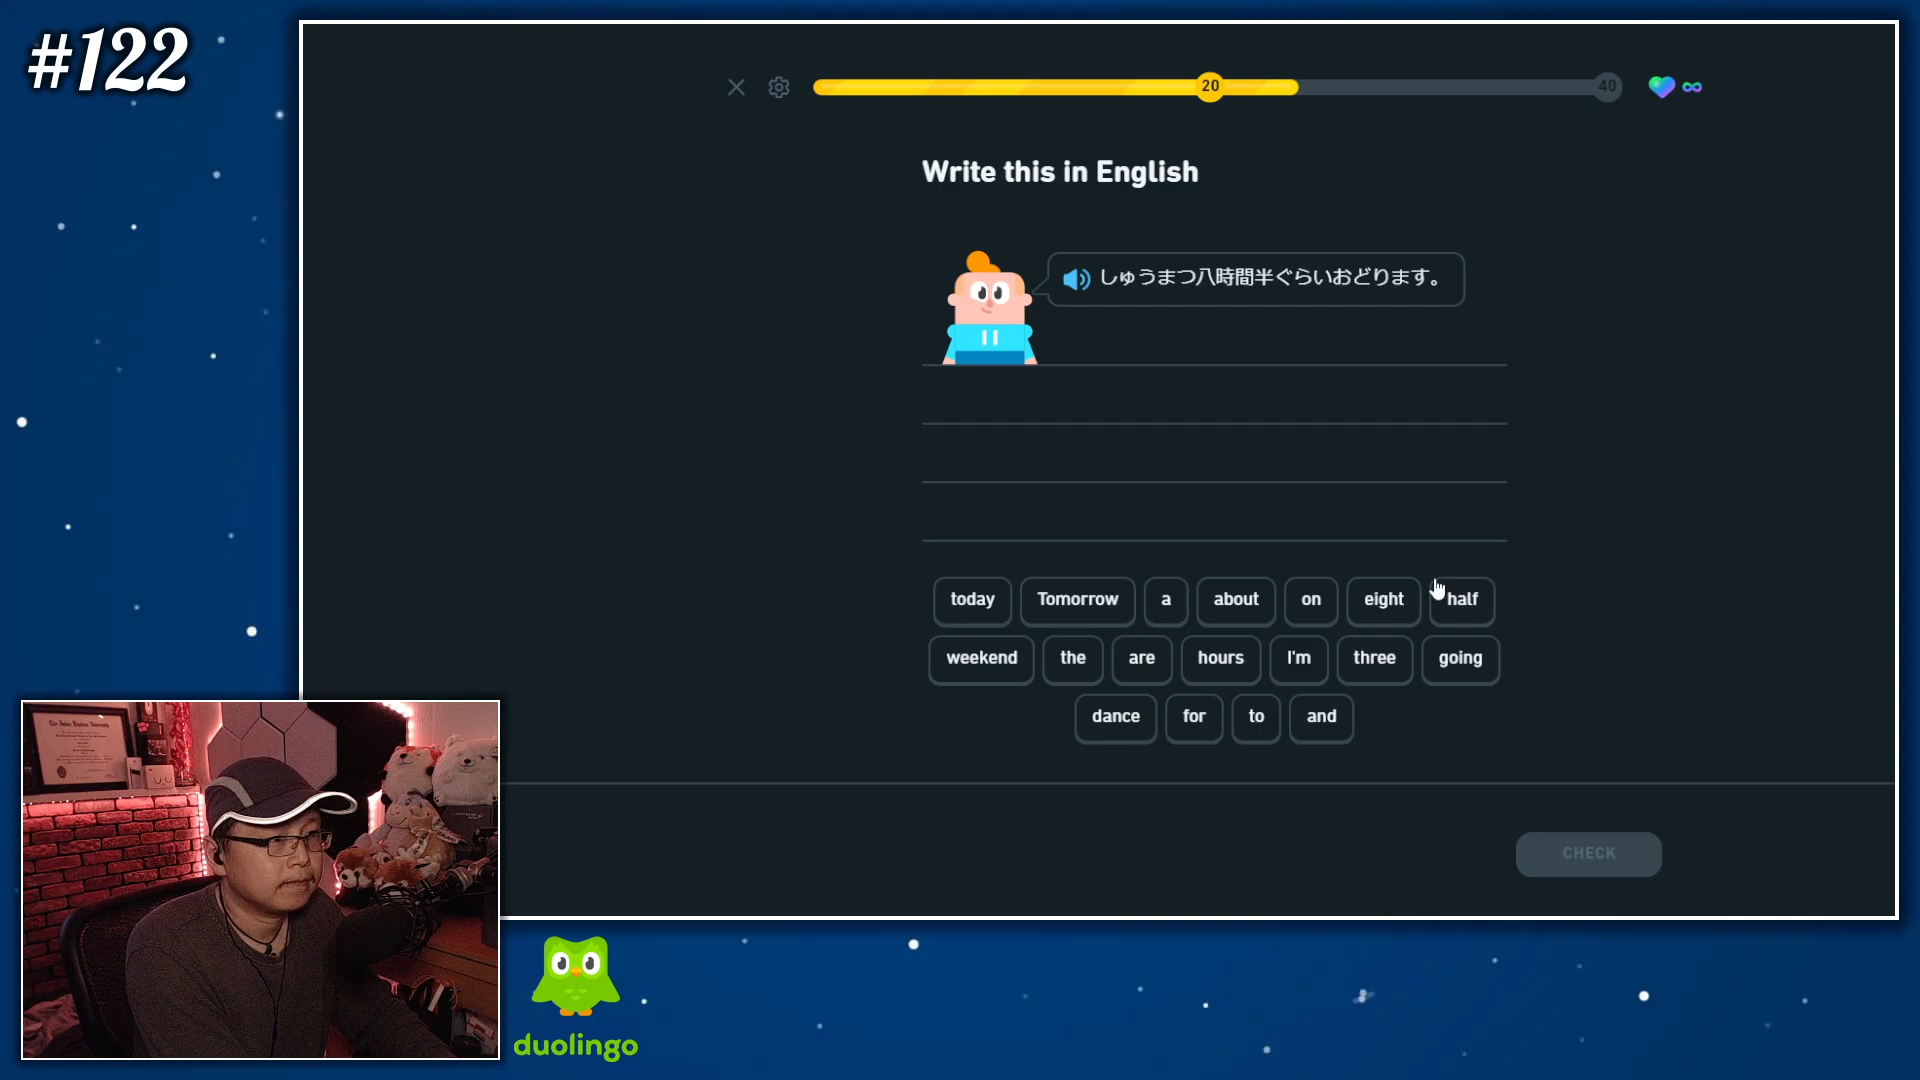 #122
20
40
Write this in English
しゅうまつ八時間半ぐらいおどります。
today Tomorrow a about on eight half
weekend the are hours I'm three going
dance for to and
CHECK
duolingo